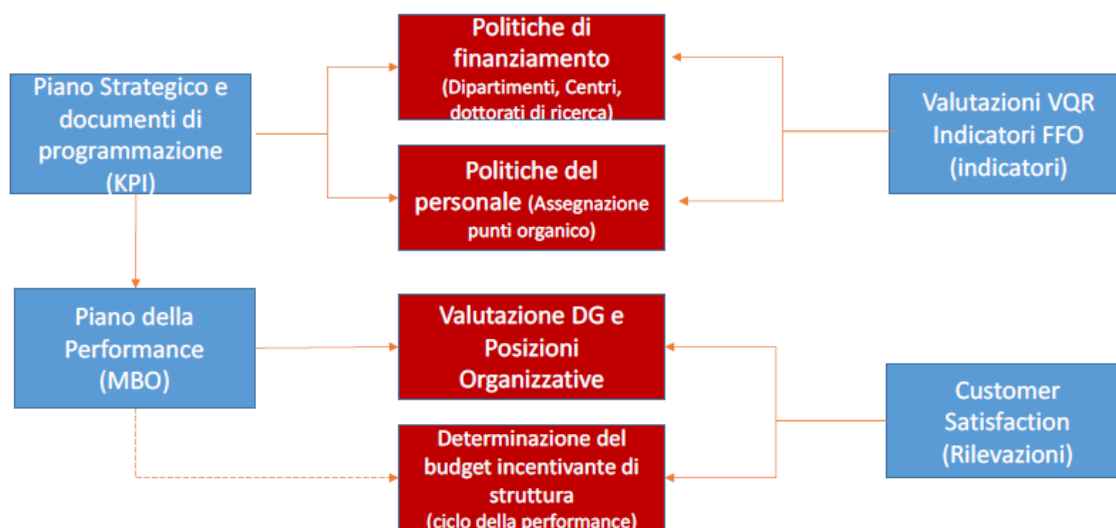 Piano Strategico e
documenti di
programmazione
(KPI)
Politiche di
finanziamento
(Dipartimenti, Centri,
dottorati di ricerca)
Politiche del
personale (Assegnazione
punti organico)
Valutazioni VQR
Indicatori FFO
(indicatori)
Piano della
Performance
(MBO)
Valutazione DG e
Posizioni
Organizzative
Determinazione del
budget incentivante di
struttura
(ciclo della performance)
Customer
Satisfaction
(Rilevazioni)